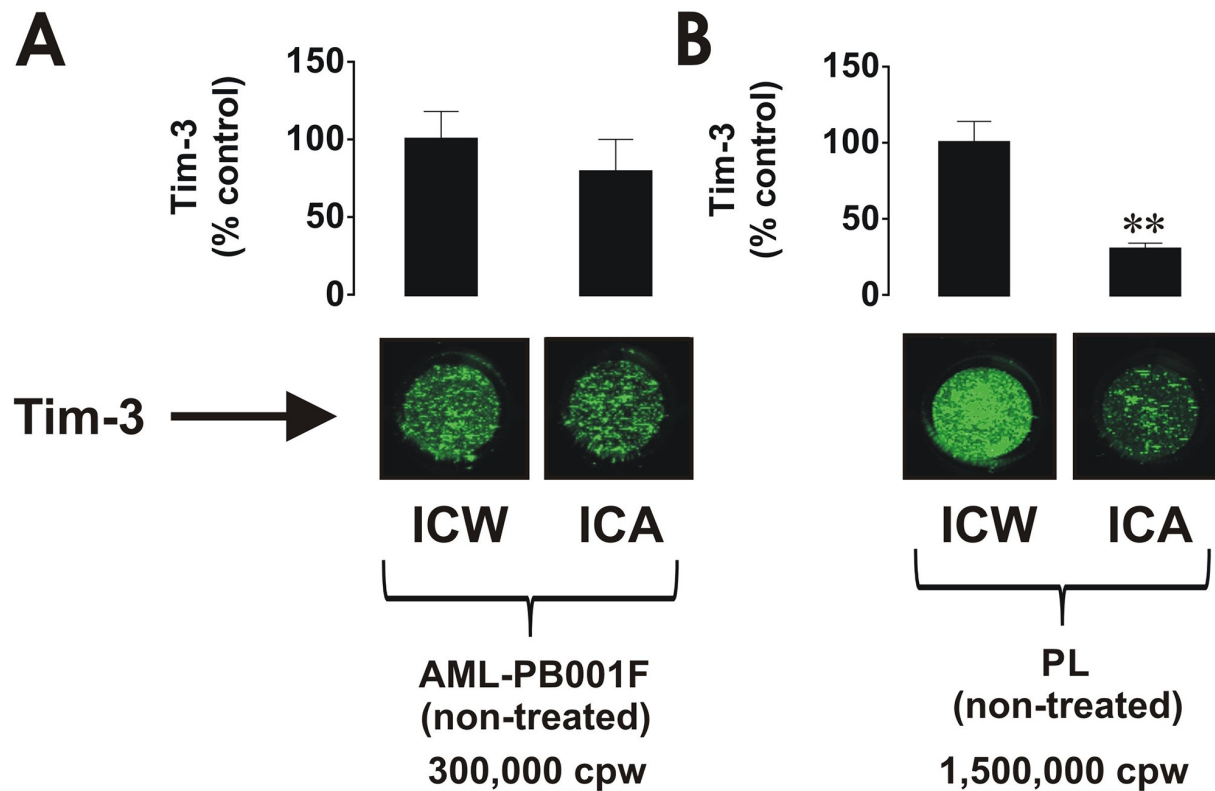 A
Tim-3
(% control)
150
100
50
0
B
Tim-3
(% control)
150
100
50
0
**
Tim-3
ICW
ICA
ICW
ICA
AML-PB001F
(non-treated)
300,000 cpw
PL
(non-treated)
1,500,000 cpw